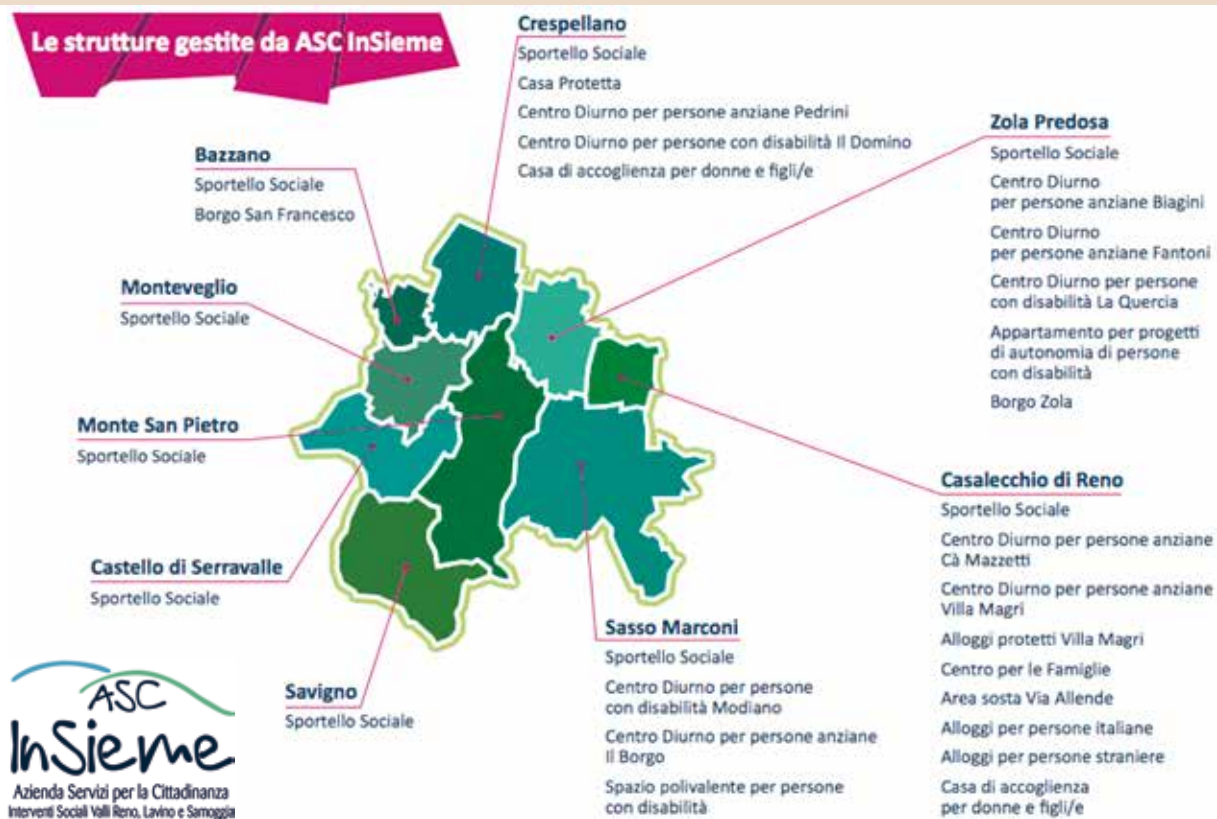 Le strutture gestite da ASC InSieme
Crespellano
Sportello Sociale
Casa Protetta
Centro Diurno per persone anziane Pedrini
Centro Diurno per persone con disabilità Il Domino
Casa di accoglienza per donne e figli/e
Bazzano
Sportello Sociale
Borgo San Francesco
Monteveglio
Sportello Sociale
Monte San Pietro
Sportello Sociale
Castello di Serravalle
Sportello Sociale
Savigno
Sportello Sociale
Zola Predosa
Sportello Sociale
Centro Diurno
per persone anziane Biagini
Centro Diurno
per persone anziane Fantoni
Centro Diurno per persone
con disabilità La Quercia
Appartamento per progetti
di autonomia di persone
con disabilità
Borgo Zola
Casalecchio di Reno
Sportello Sociale
Centro Diurno per persone anziane
Cà Mazzetti
Centro Diurno per persone anziane
Villa Magri
Alloggi protetti Villa Magri
Centro per le Famiglie
Area sosta Via Allende
Alloggi per persone italiane
Alloggi per persone straniere
Casa di accoglienza
per donne e figli/e
Sasso Marconi
Sportello Sociale
Centro Diurno per persone
con disabilità Modiano
Centro Diurno per persone anziane
Il Borgo
Spazio polivalente per persone
con disabilità
ASC
InSieme
Azienda Servizi per la Cittadinanza
Interventi Sociali Valli Reno, Lavino e Samoggia